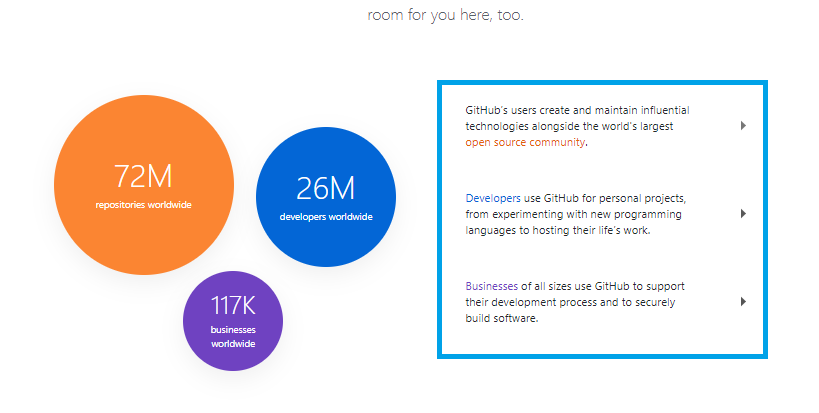 room for you here, too.
72M
repositories worldwide
26M
developers worldwide
117K
businesses
worldwide
GitHub's users create and maintain influential
technologies alongside the world's largest
open source community.
Developers use GitHub for personal projects,
from experimenting with new programming
languages to hosting their life's work.
Businesses of all sizes use GitHub to support
their development process and to securely
build software.